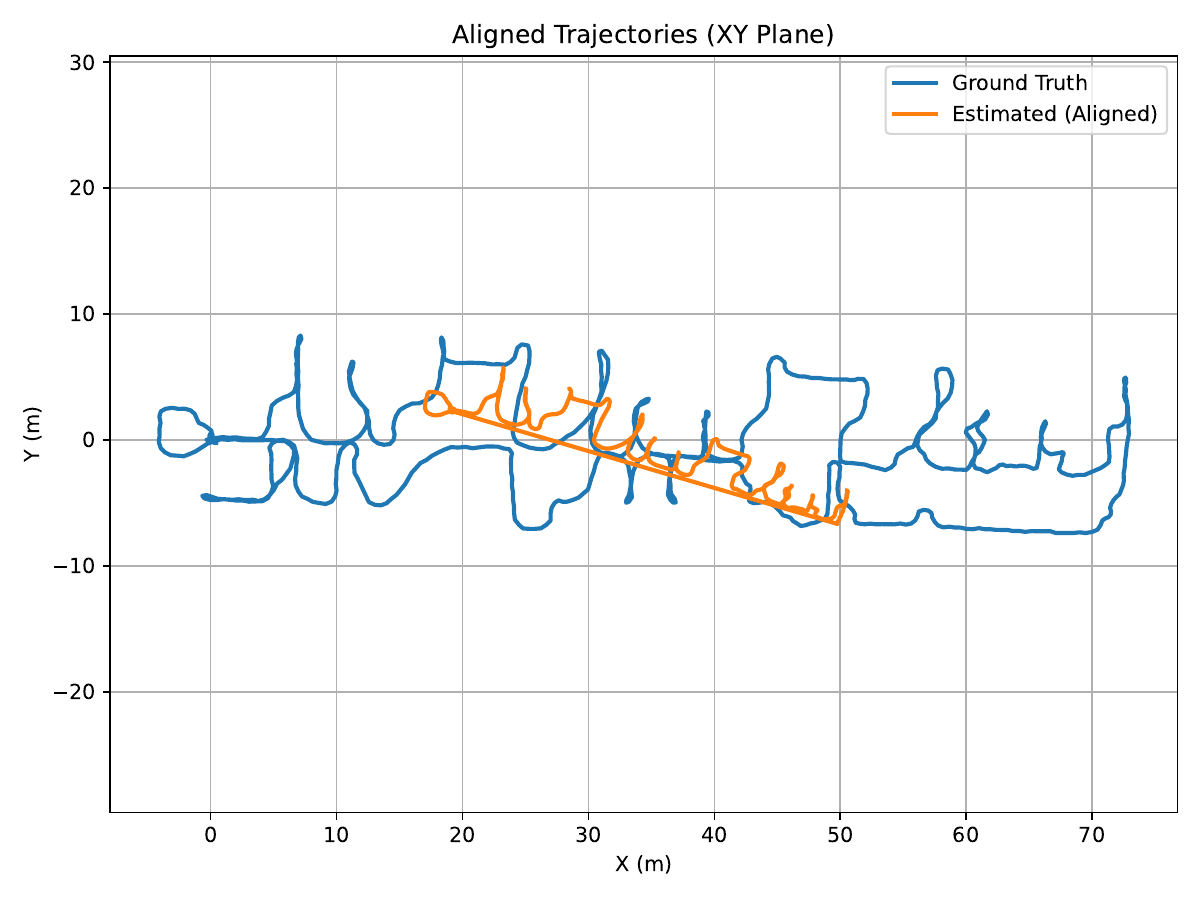 Aligned Trajectories (XY Plane)
Ground Truth
Estimated (Aligned)
30
20
10
0
−10
−20
Y (m)
0 10 20 30 40 50 60 70
X (m)